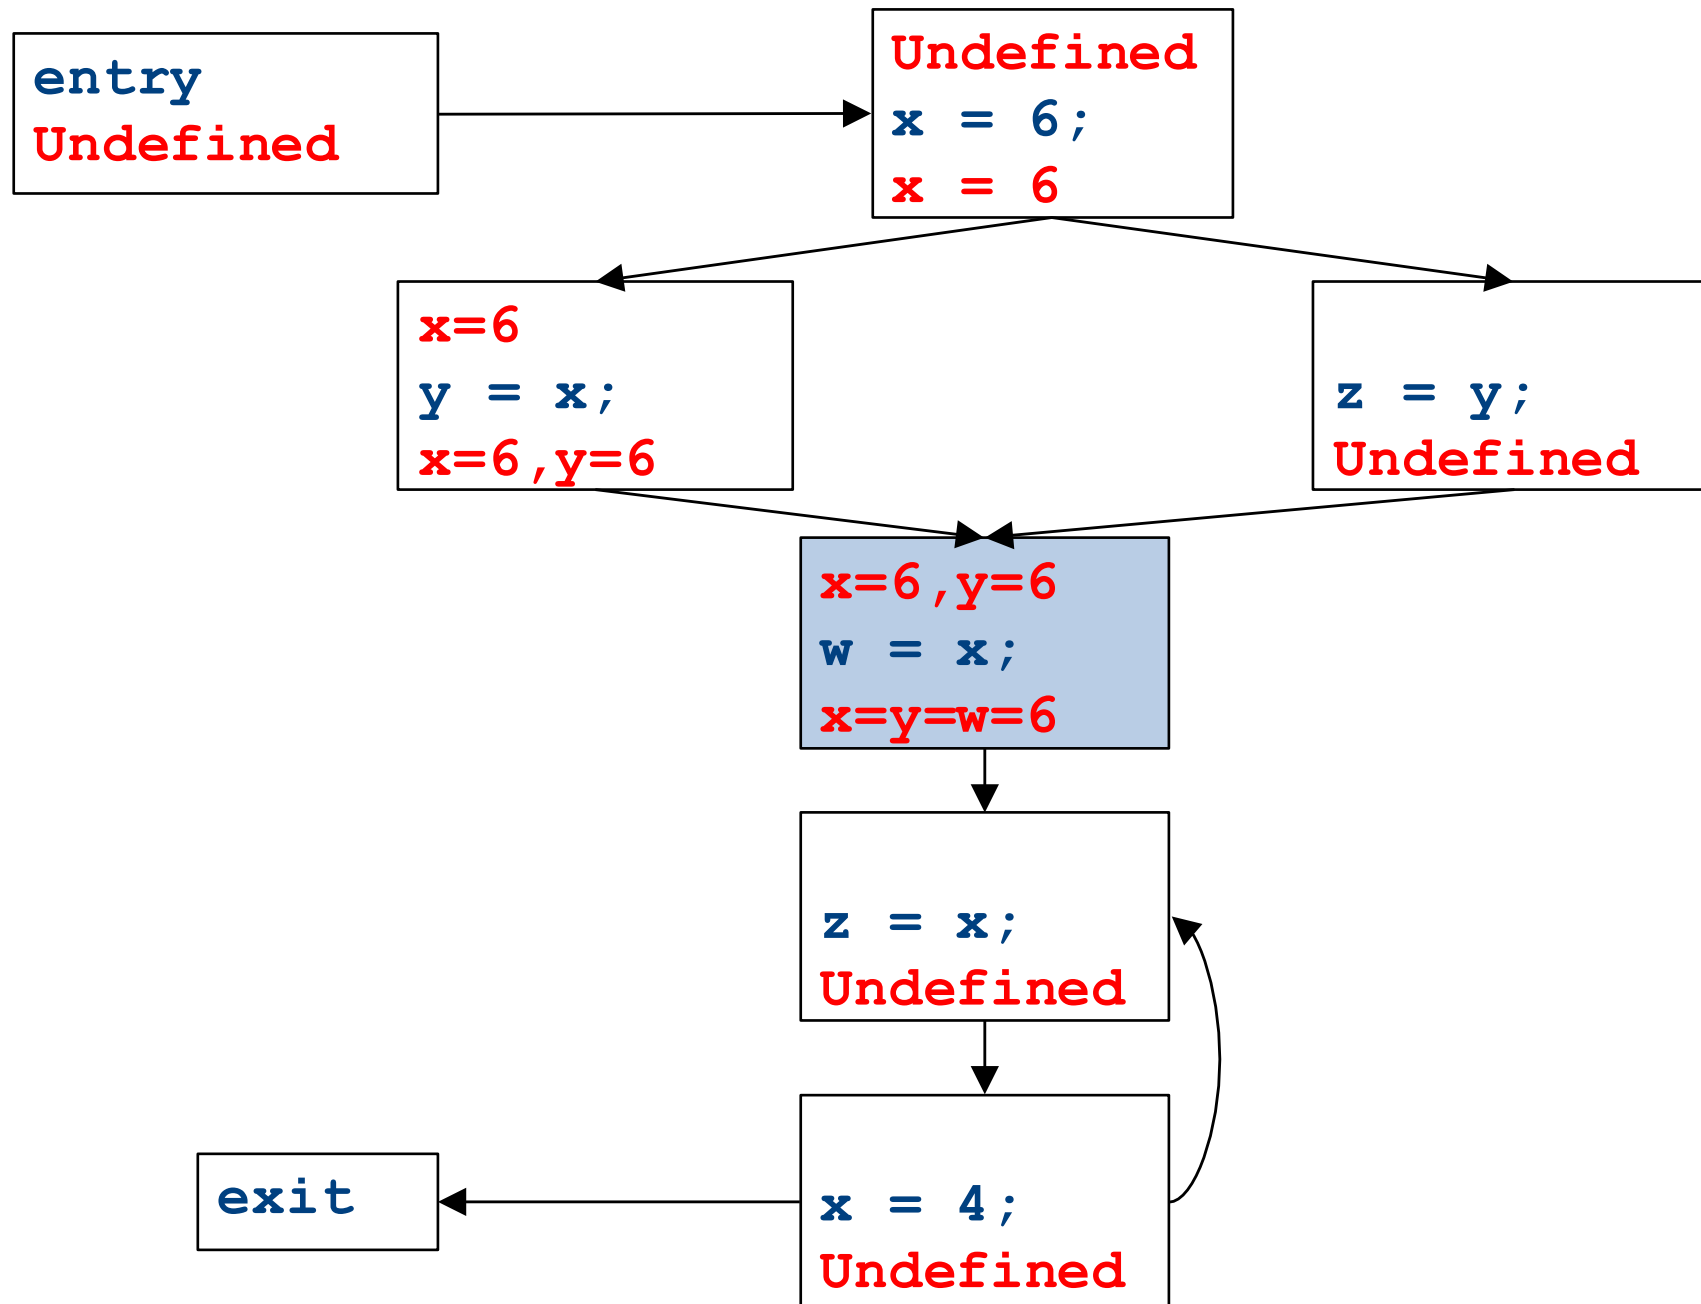 entry
Undefined
Undefined
x = 6;
x = 6
x=6
y = x;
x=6,y=6
z = y;
Undefined
x=6,y=6
w = x;
x=y=w=6
z = x;
Undefined
x = 4;
Undefined
exit